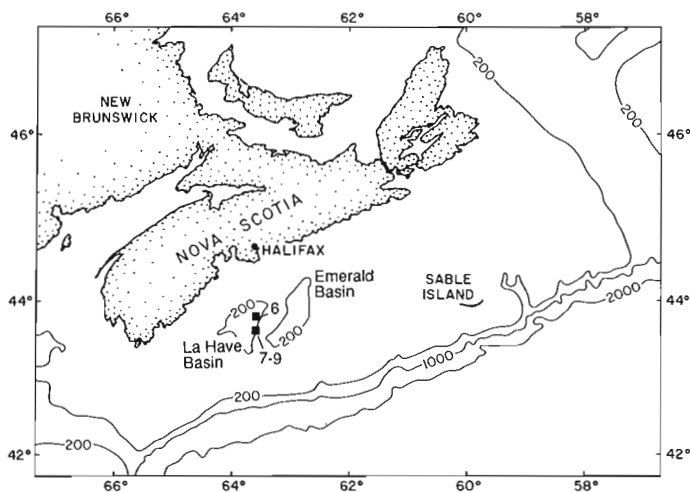 66° 64° 62° 60° 58°
200
NEW
BRUNSWICK
200
46° 46°
NOVA SCOTIA
HALIFAX
Emerald
Basin
SABLE
ISLAND
44° 44°
200
6
200
2000
La Have
Basin
7-9
1000
200
200
42° 42°
66° 64° 62° 60° 58°